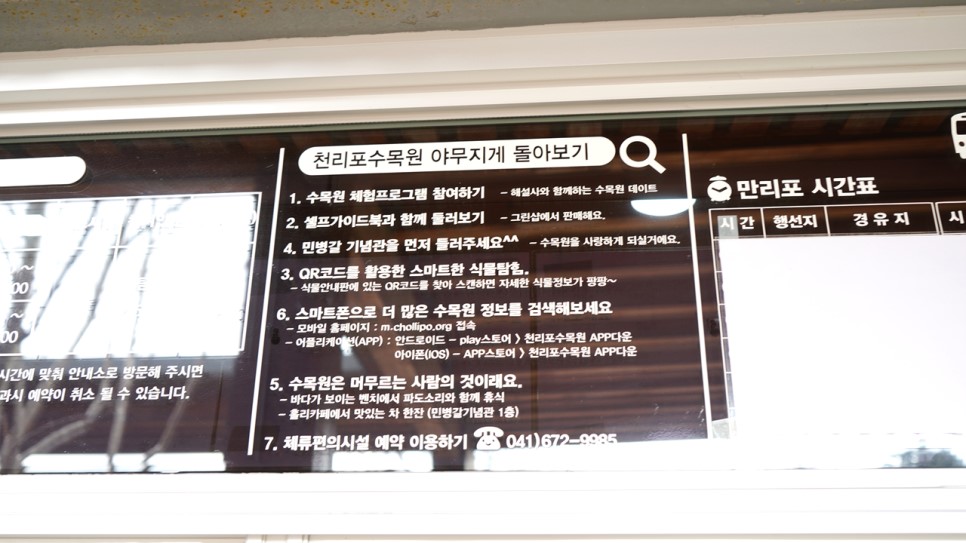 천리포수목원 야무지게 돌아보기
1. 수목원 체험프로그램 참여하기 - 해설사와 함께하는 수목원 데이트
2. 셀프가이드북과 함께 둘러보기 - 그린샵에서 판매해요.
4. 민병갈 기념관을 먼저 들러주세요^^ - 수목원을 사랑하게 되실거에요.
3. QR코드를 활용한 스마트한 식물탐험.
- 식물안내판에 있는 QR코드를 찾아 스캔하면 자세한 식물정보가 팡팡~
6. 스마트폰으로 더 많은 수목원 정보를 검색해보세요
- 모바일 홈페이지 : m.chollipo.org 접속
- 어플리케이션(APP) : 안드로이드 - play스토어 > 천리포수목원 APP다운
아이폰(IOS) - APP스토어 > 천리포수목원 APP다운
5. 수목원은 머무르는 사람의 것이래요.
- 바다가 보이는 벤치에서 파도소리와 함께 휴식
- 홀리카페에서 맛있는 차 한잔 (민병갈기념관 1층)
7. 체류편의시설 예약 이용하기 041)672-9985
시간에 맞춰 안내소로 방문해 주시면
과시 예약이 취소 될 수 있습니다.
만리포 시간표
시간 행선지 경유지 시